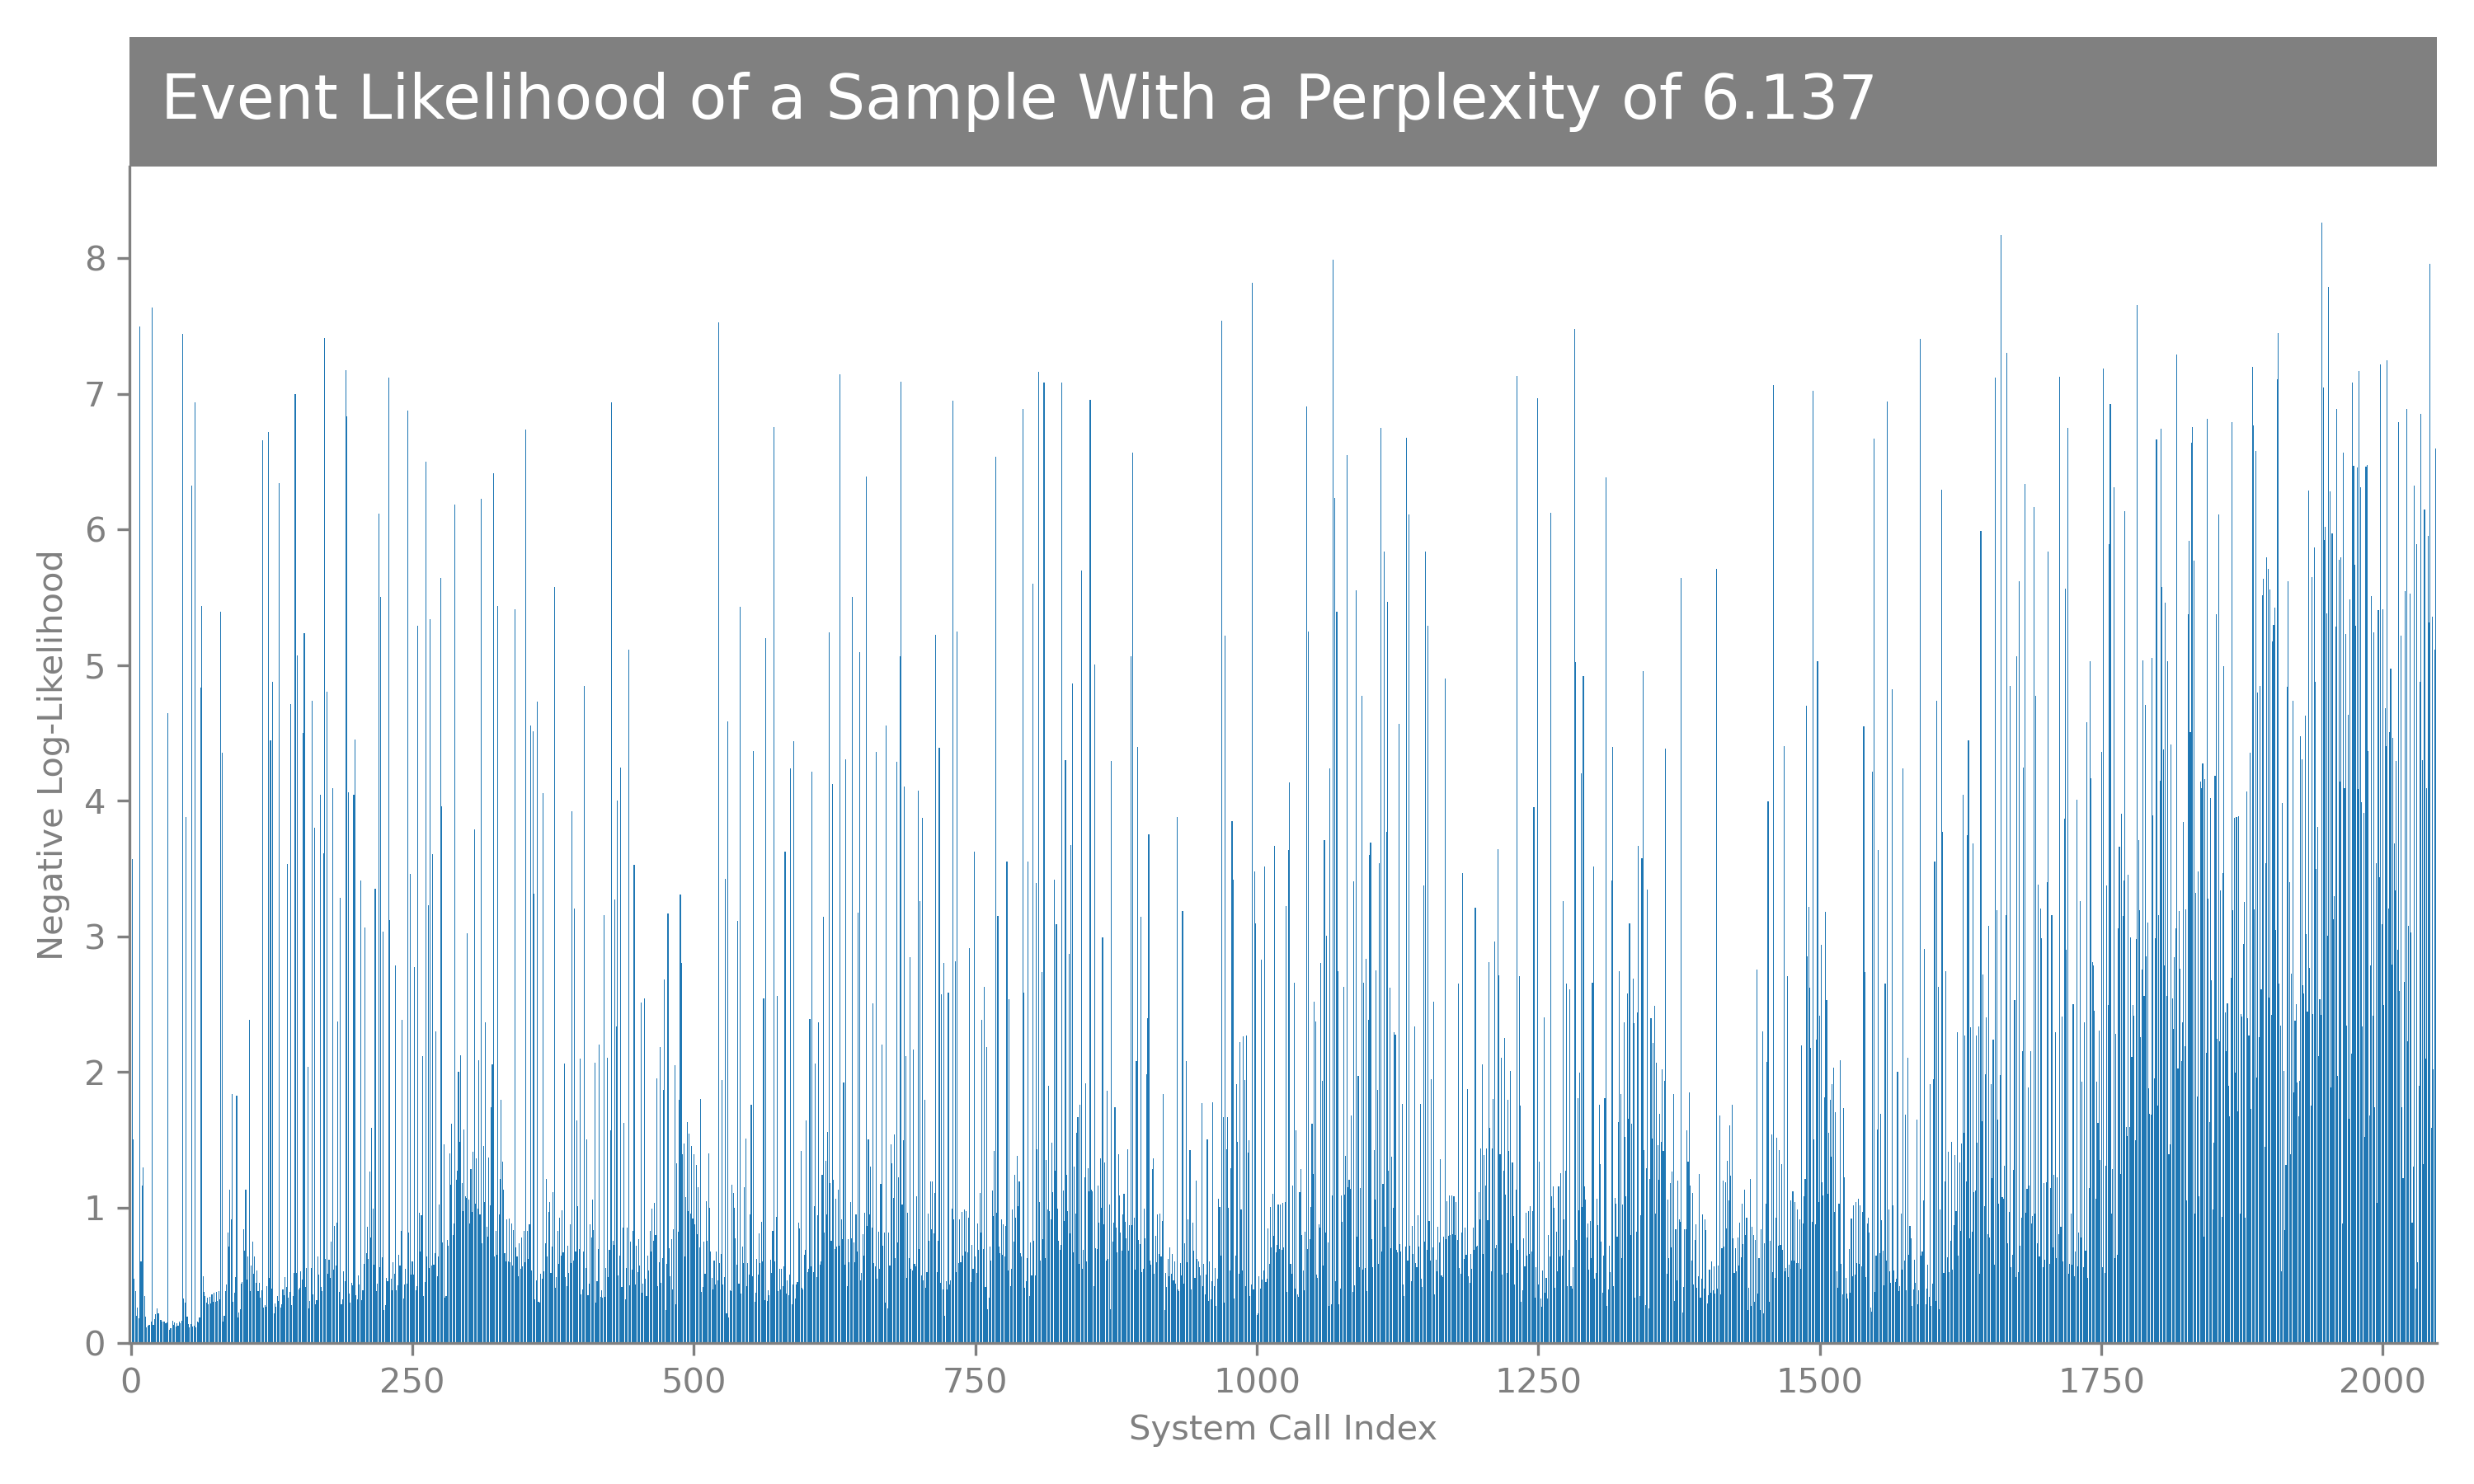 Event Likelihood of a Sample With a Perplexity of 6.137
8
7
6
5
4
3
2
1
0
Negative Log-Likelihood
0 250 500 750 1000 1250 1500 1750 2000
System Call Index